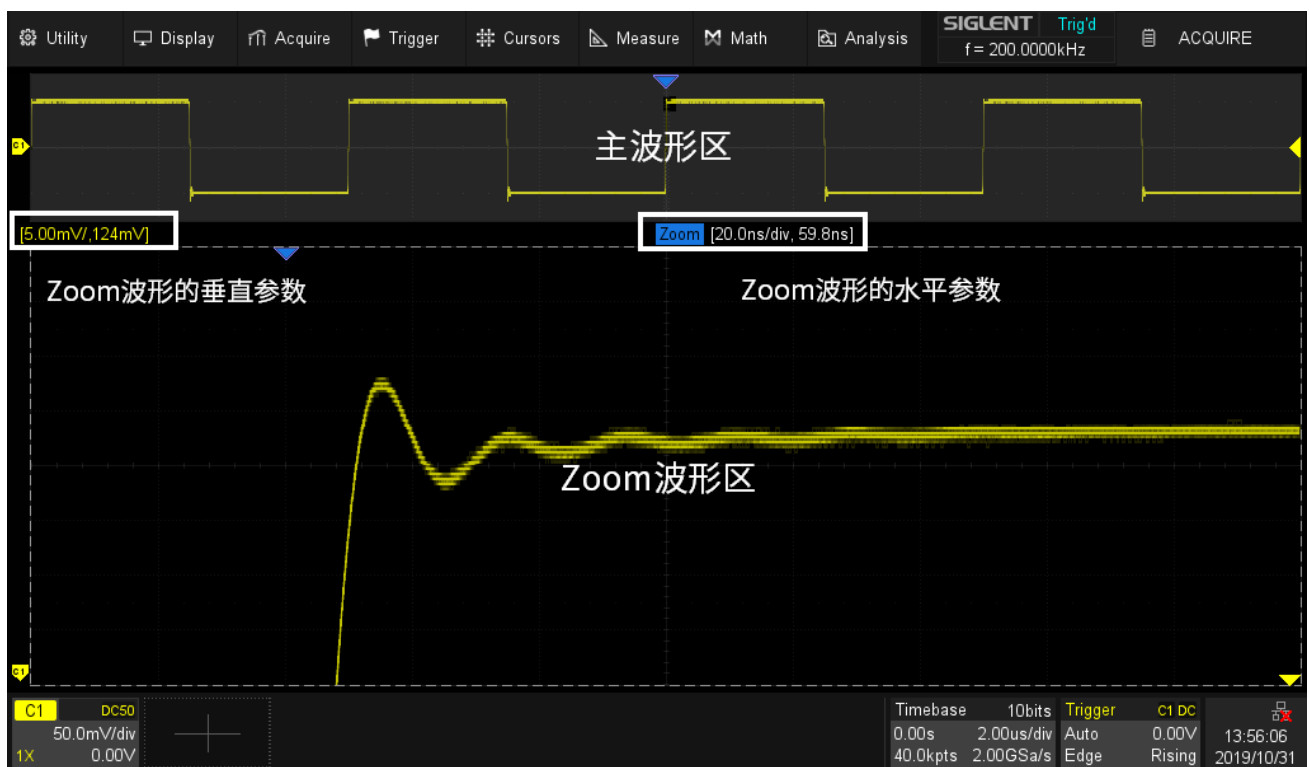 Utility Display Acquire Trigger Cursors Measure Math Analysis SIGLENT Trig'd ACQUIRE
f = 200.0000kHz
C1
主波形区
[5.00mV/,124mV]
Zoom [20.0ns/div, 59.8ns]
Zoom波形的垂直参数
Zoom波形的水平参数
Zoom波形区
C1
C1 DC50
50.0mV/div
1X 0.00V
Timebase 10bits
0.00s 2.00us/div
40.0kpts 2.00GSa/s
Trigger C1 DC
Auto 0.00V
Edge Rising
13:56:06
2019/10/31